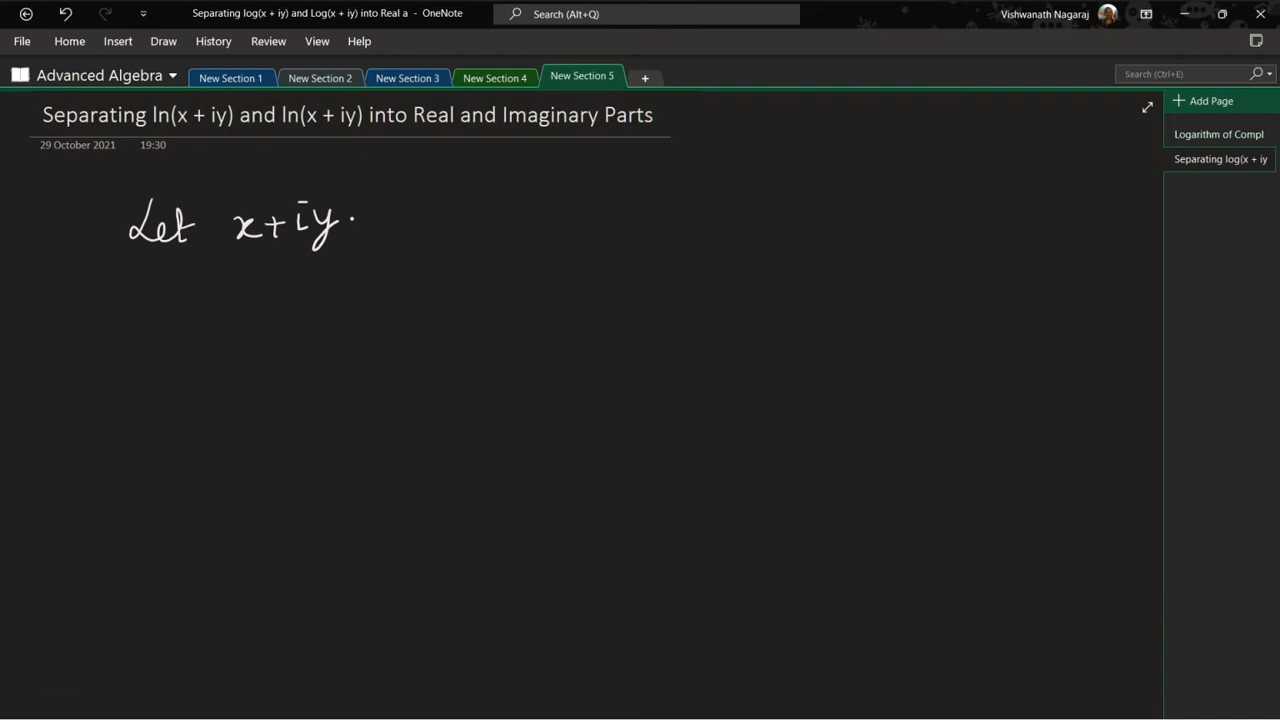 Separating log(x + iy) and Log(x + iy) into Real a - OneNote
Search (Alt+Q)
Vishwanath Nagaraj
File Home Insert Draw History Review View Help
Advanced Algebra
New Section 1 New Section 2 New Section 3 New Section 4 New Section 5 +
Search (Ctrl+E)
Separating ln(x + iy) and ln(x + iy) into Real and Imaginary Parts
29 October 2021 19:30
Add Page
Logarithm of Compl
Separating log(x + iy
Let x+iy